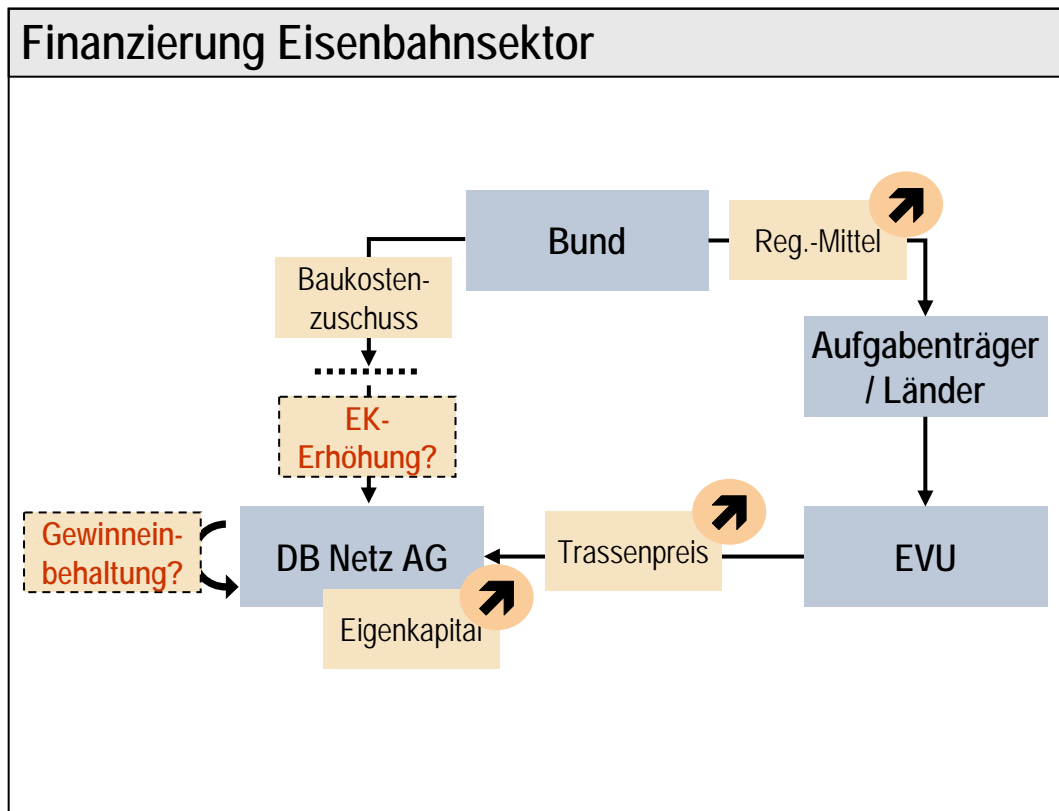 Finanzierung Eisenbahnsektor
Bund
Reg.-Mittel
Baukosten-
zuschuss
Aufgabenträger
/ Länder
EK-
Erhöhung?
Gewinnein-
behaltung?
DB Netz AG
Trassenpreis
EVU
Eigenkapital